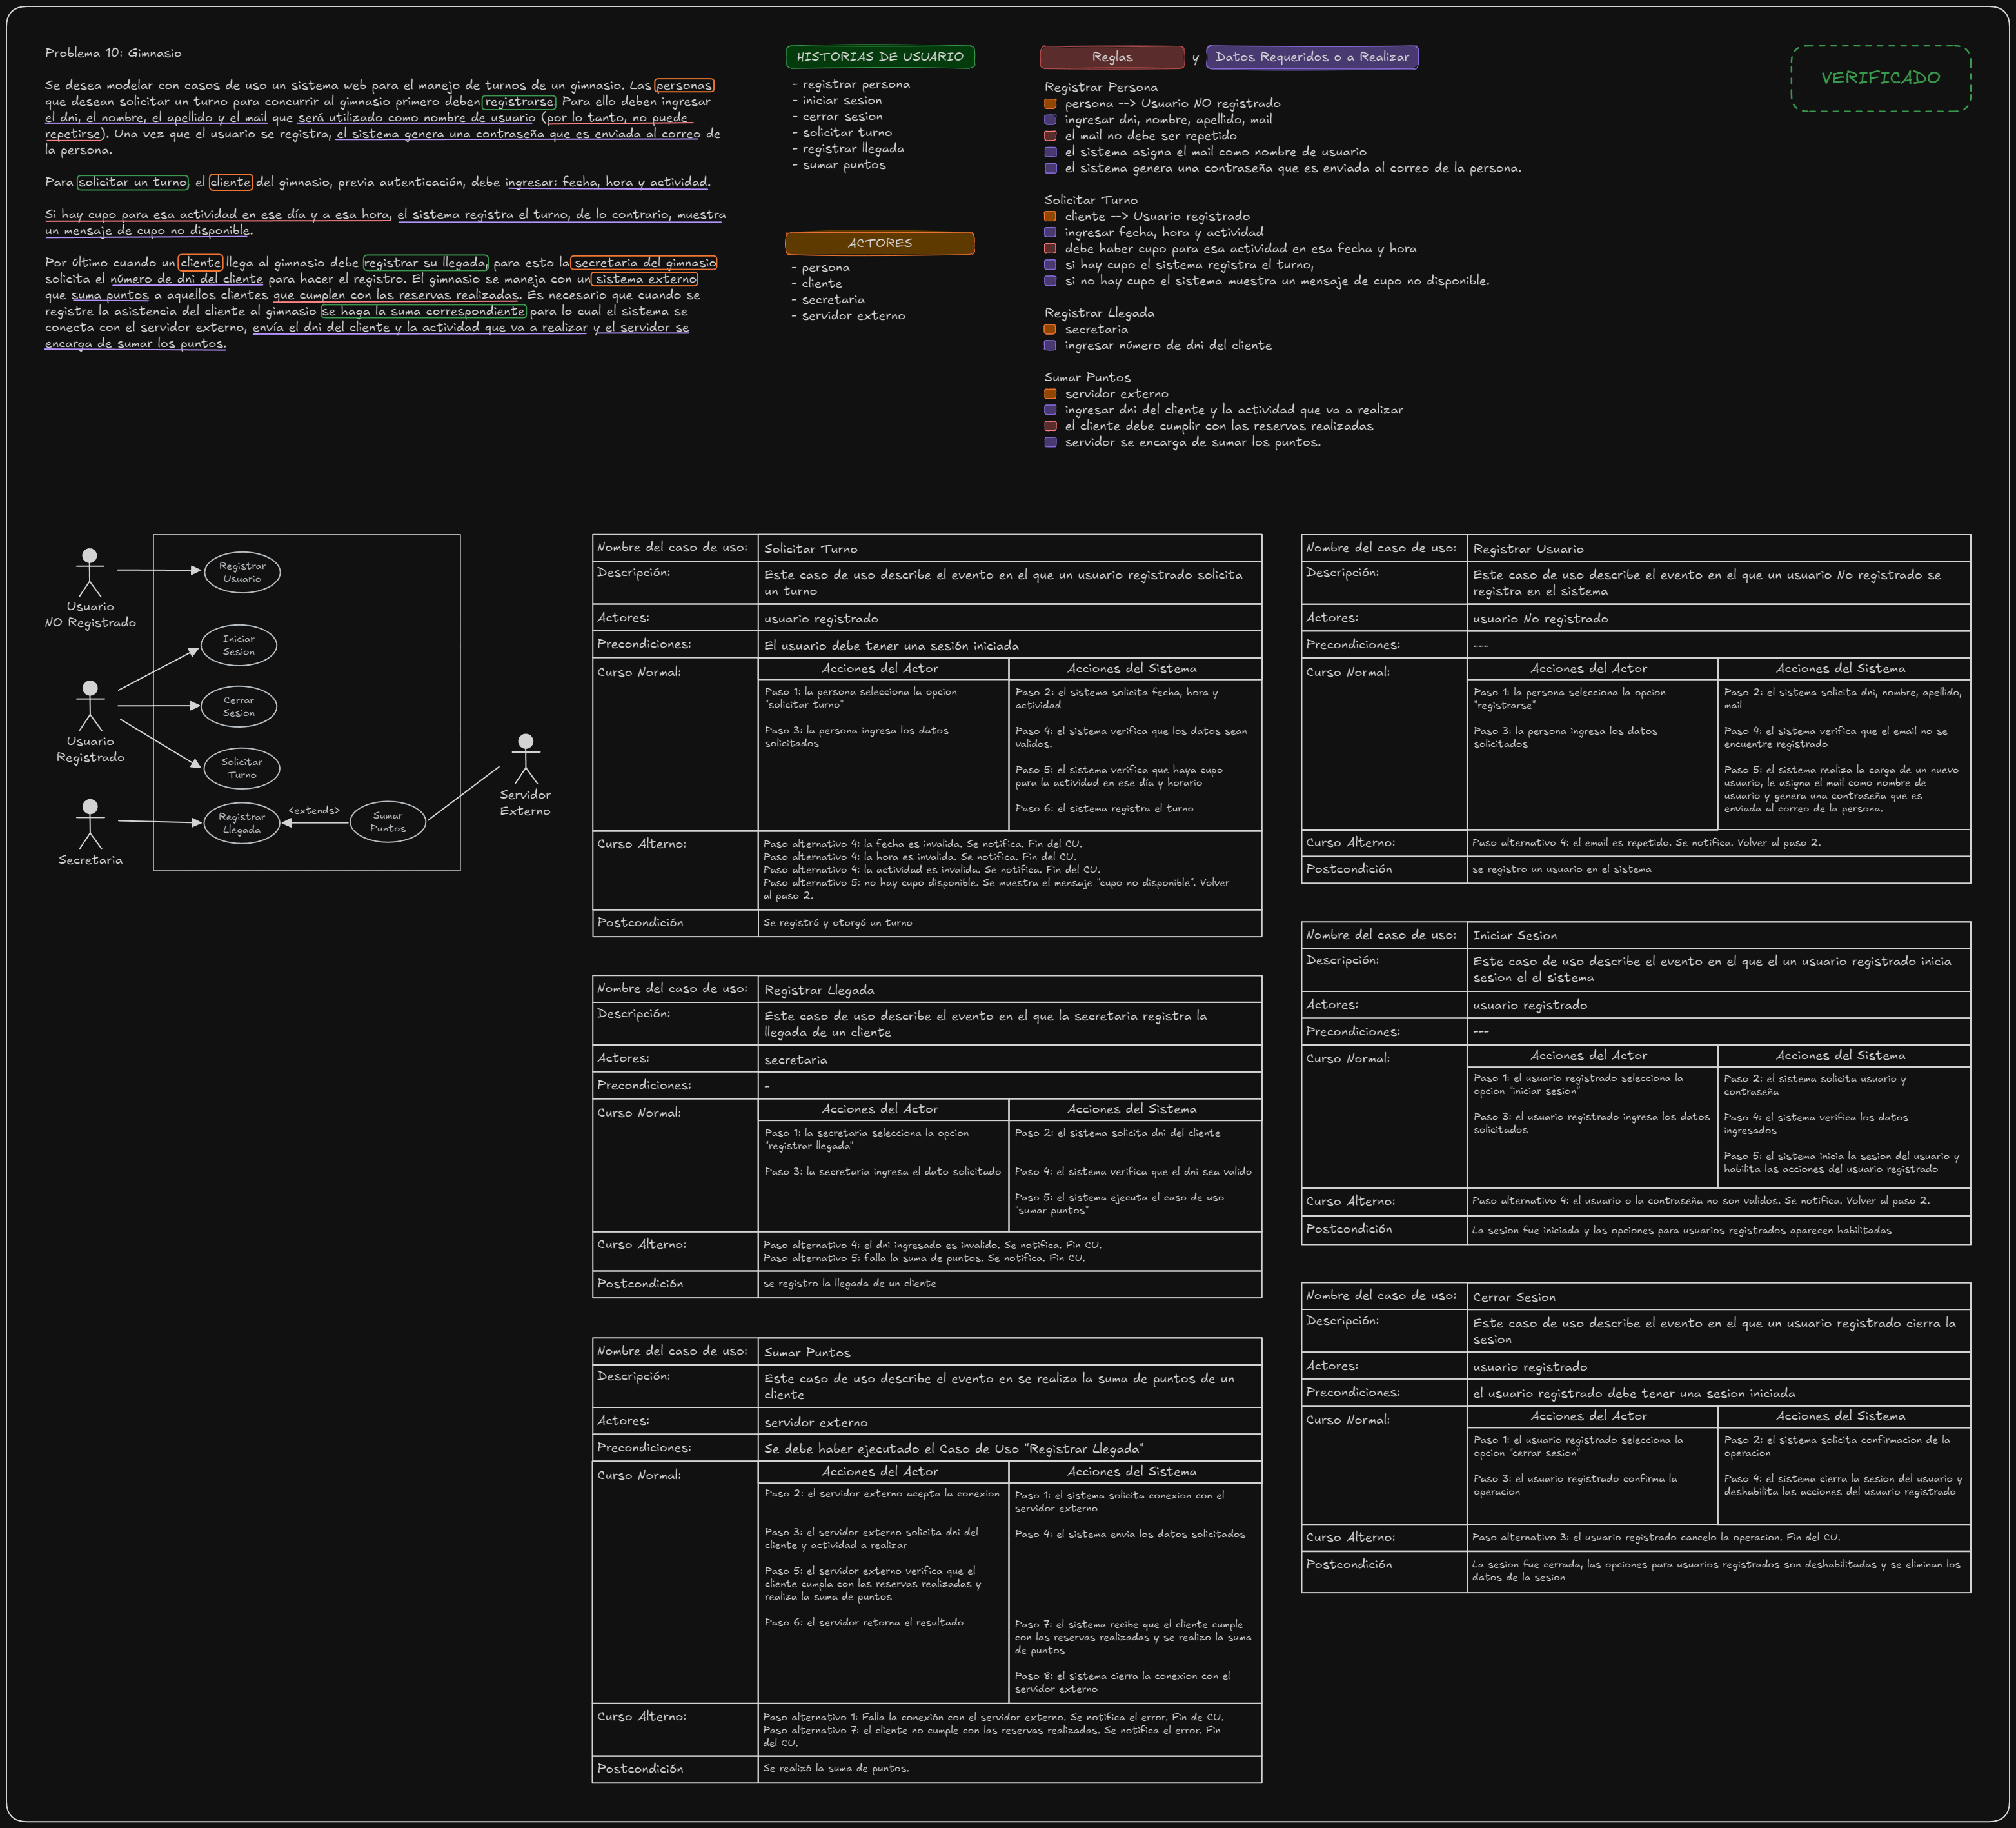 Problema 10: Gimnasio
Se desea modelar con casos de uso un sistema web para el manejo de turnos de un gimnasio. Las personas
que desean solicitar un turno para concurrir al gimnasio primero deben registrarse. Para ello deben ingresar
el dni, el nombre, el apellido y el mail que será utilizado como nombre de usuario (por lo tanto, no puede
repetirse). Una vez que el usuario se registra, el sistema genera una contraseña que es enviada al correo de
la persona.
Para solicitar un turno el cliente del gimnasio, previa autenticación, debe ingresar: fecha, hora y actividad.
Si hay cupo para esa actividad en ese día y a esa hora, el sistema registra el turno, de lo contrario, muestra
un mensaje de cupo no disponible.
Por último cuando un cliente llega al gimnasio debe registrar su llegada, para esto la secretaria del gimnasio
solicita el número de dni del cliente para hacer el registro. El gimnasio se maneja con un sistema externo
que suma puntos a aquellos clientes que cumplen con las reservas realizadas. Es necesario que cuando se
registre la asistencia del cliente al gimnasio se haga la suma correspondiente para lo cual el sistema se
conecta con el servidor externo, envía el dni del cliente y la actividad que va a realizar y el servidor se
encarga de sumar los puntos.
HISTORIAS DE USUARIO
- registrar persona
- iniciar sesion
- cerrar sesion
- solicitar turno
- registrar llegada
- sumar puntos
ACTORES
- persona
- cliente
- secretaria
- servidor externo
Reglas y Datos Requeridos o a Realizar
Registrar Persona
persona --> Usuario NO registrado
ingresar dni, nombre, apellido, mail
el mail no debe ser repetido
el sistema asigna el mail como nombre de usuario
el sistema genera una contraseña que es enviada al correo de la persona.
Solicitar Turno
cliente --> Usuario registrado
ingresar fecha, hora y actividad
debe haber cupo para esa actividad en esa fecha y hora
si hay cupo el sistema registra el turno,
si no hay cupo el sistema muestra un mensaje de cupo no disponible.
Registrar Llegada
secretaria
ingresar número de dni del cliente
Sumar Puntos
servidor externo
ingresar dni del cliente y la actividad que va a realizar
el cliente debe cumplir con las reservas realizadas
servidor se encarga de sumar los puntos.
VERIFICADO
Usuario
NO Registrado
Registrar
Usuario
Iniciar
Sesion
Usuario
Registrado
Cerrar
Sesion
Solicitar
Turno
Secretaria
Registrar
Llegada
<extends>
Sumar
Puntos
Servidor
Externo
Nombre del caso de uso: Solicitar Turno
Descripción: Este caso de uso describe el evento en el que un usuario registrado solicita
un turno
Actores: usuario registrado
Precondiciones: El usuario debe tener una sesión iniciada
Curso Normal: Acciones del Actor Acciones del Sistema
Paso 1: la persona selecciona la opcion
"solicitar turno"
Paso 3: la persona ingresa los datos
solicitados
Paso 2: el sistema solicita fecha, hora y
actividad
Paso 4: el sistema verifica que los datos sean
validos.
Paso 5: el sistema verifica que haya cupo
para la actividad en ese día y horario
Paso 6: el sistema registra el turno
Curso Alterno: Paso alternativo 4: la fecha es invalida. Se notifica. Fin del CU.
Paso alternativo 4: la hora es invalida. Se notifica. Fin del CU.
Paso alternativo 4: la actividad es invalida. Se notifica. Fin del CU.
Paso alternativo 5: no hay cupo disponible. Se muestra el mensaje "cupo no disponible". Volver
al paso 2.
Postcondición Se registró y otorgó un turno
Nombre del caso de uso: Registrar Llegada
Descripción: Este caso de uso describe el evento en el que la secretaria registra la
llegada de un cliente
Actores: secretaria
Precondiciones: -
Curso Normal: Acciones del Actor Acciones del Sistema
Paso 1: la secretaria selecciona la opcion
"registrar llegada"
Paso 3: la secretaria ingresa el dato solicitado
Paso 2: el sistema solicita dni del cliente
Paso 4: el sistema verifica que el dni sea valido
Paso 5: el sistema ejecuta el caso de uso
"sumar puntos"
Curso Alterno: Paso alternativo 4: el dni ingresado es invalido. Se notifica. Fin CU.
Paso alternativo 5: falla la suma de puntos. Se notifica. Fin CU.
Postcondición se registro la llegada de un cliente
Nombre del caso de uso: Sumar Puntos
Descripción: Este caso de uso describe el evento en se realiza la suma de puntos de un
cliente
Actores: servidor externo
Precondiciones: Se debe haber ejecutado el Caso de Uso "Registrar Llegada"
Curso Normal: Acciones del Actor Acciones del Sistema
Paso 2: el servidor externo acepta la conexion
Paso 3: el servidor externo solicita dni del
cliente y actividad a realizar
Paso 5: el servidor externo verifica que el
cliente cumpla con las reservas realizadas y
realiza la suma de puntos
Paso 6: el servidor retorna el resultado
Paso 1: el sistema solicita conexion con el
servidor externo
Paso 4: el sistema envia los datos solicitados
Paso 7: el sistema recibe que el cliente cumple
con las reservas realizadas y se realizo la suma
de puntos
Paso 8: el sistema cierra la conexion con el
servidor externo
Curso Alterno: Paso alternativo 1: Falla la conexión con el servidor externo. Se notifica el error. Fin de CU.
Paso alternativo 7: el cliente no cumple con las reservas realizadas. Se notifica el error. Fin
del CU.
Postcondición Se realizó la suma de puntos.
Nombre del caso de uso: Registrar Usuario
Descripción: Este caso de uso describe el evento en el que un usuario No registrado se
registra en el sistema
Actores: usuario No registrado
Precondiciones: ---
Curso Normal: Acciones del Actor Acciones del Sistema
Paso 1: la persona selecciona la opcion
"registrarse"
Paso 3: la persona ingresa los datos
solicitados
Paso 2: el sistema solicita dni, nombre, apellido,
mail
Paso 4: el sistema verifica que el email no se
encuentre registrado
Paso 5: el sistema realiza la carga de un nuevo
usuario, le asigna el mail como nombre de
usuario y genera una contraseña que es
enviada al correo de la persona.
Curso Alterno: Paso alternativo 4: el email es repetido. Se notifica. Volver al paso 2.
Postcondición se registro un usuario en el sistema
Nombre del caso de uso: Iniciar Sesion
Descripción: Este caso de uso describe el evento en el que el un usuario registrado inicia
sesion el el sistema
Actores: usuario registrado
Precondiciones: ---
Curso Normal: Acciones del Actor Acciones del Sistema
Paso 1: el usuario registrado selecciona la
opcion "iniciar sesion"
Paso 3: el usuario registrado ingresa los datos
solicitados
Paso 2: el sistema solicita usuario y
contraseña
Paso 4: el sistema verifica los datos
ingresados
Paso 5: el sistema inicia la sesion del usuario y
habilita las acciones del usuario registrado
Curso Alterno: Paso alternativo 4: el usuario o la contraseña no son validos. Se notifica. Volver al paso 2.
Postcondición La sesion fue iniciada y las opciones para usuarios registrados aparecen habilitadas
Nombre del caso de uso: Cerrar Sesion
Descripción: Este caso de uso describe el evento en el que un usuario registrado cierra la
sesion
Actores: usuario registrado
Precondiciones: el usuario registrado debe tener una sesion iniciada
Curso Normal: Acciones del Actor Acciones del Sistema
Paso 1: el usuario registrado selecciona la
opcion "cerrar sesion"
Paso 3: el usuario registrado confirma la
operacion
Paso 2: el sistema solicita confirmacion de la
operacion
Paso 4: el sistema cierra la sesion del usuario y
deshabilita las acciones del usuario registrado
Curso Alterno: Paso alternativo 3: el usuario registrado cancelo la operacion. Fin del CU.
Postcondición La sesion fue cerrada, las opciones para usuarios registrados son deshabilitadas y se eliminan los
datos de la sesion